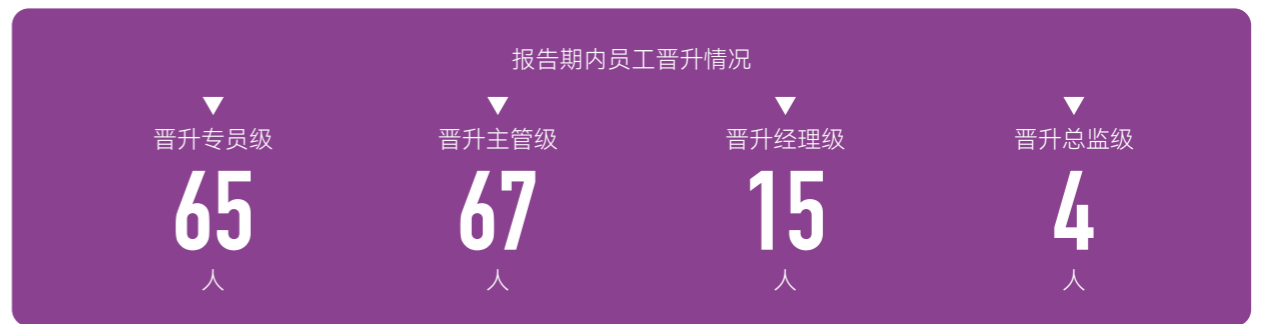 报告期内员工晋升情况
晋升专员级
65
人
晋升主管级
67
人
晋升经理级
15
人
晋升总监级
4
人